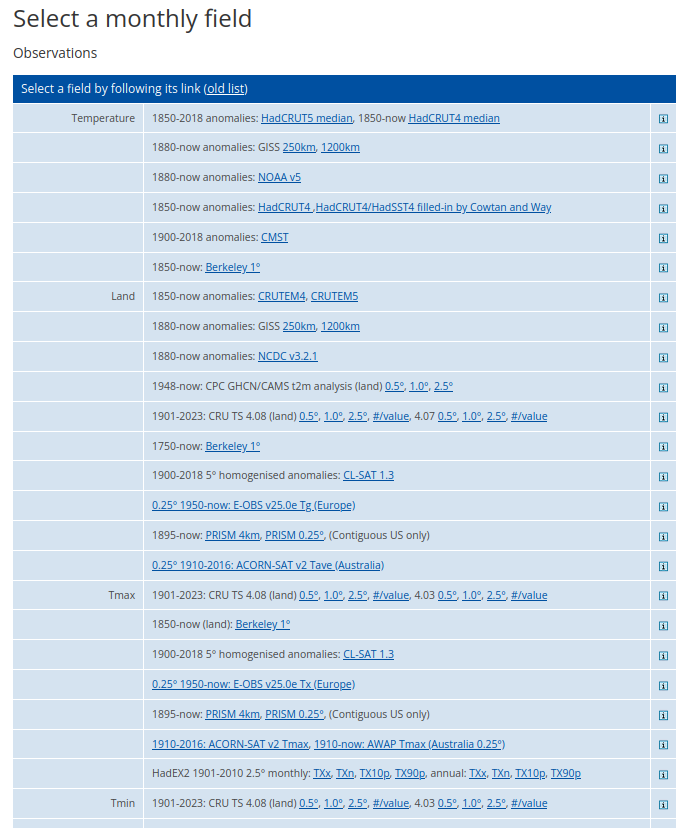 Select a monthly field
Observations
Select a field by following its link (old list)
Temperature 1850-2018 anomalies: HadCRUT5 median, 1850-now HadCRUT4 median
1880-now anomalies: GISS 250km, 1200km
1880-now anomalies: NOAA v5
1850-now anomalies: HadCRUT4 ,HadCRUT4/HadSST4 filled-in by Cowtan and Way
1900-2018 anomalies: CMST
1850-now: Berkeley 1°
Land 1850-now anomalies: CRUTEM4, CRUTEM5
1880-now anomalies: GISS 250km, 1200km
1880-now anomalies: NCDC v3.2.1
1948-now: CPC GHCN/CAMS t2m analysis (land) 0.5°, 1.0°, 2.5°
1901-2023: CRU TS 4.08 (land) 0.5°, 1.0°, 2.5°, #/value, 4.07 0.5°, 1.0°, 2.5°, #/value
1750-now: Berkeley 1°
1900-2018 5° homogenised anomalies: CL-SAT 1.3
0.25° 1950-now: E-OBS v25.0e Tg (Europe)
1895-now: PRISM 4km, PRISM 0.25°, (Contiguous US only)
0.25° 1910-2016: ACORN-SAT v2 Tave (Australia)
Tmax 1901-2023: CRU TS 4.08 (land) 0.5°, 1.0°, 2.5°, #/value, 4.03 0.5°, 1.0°, 2.5°, #/value
1850-now (land): Berkeley 1°
1900-2018 5° homogenised anomalies: CL-SAT 1.3
0.25° 1950-now: E-OBS v25.0e Tx (Europe)
1895-now: PRISM 4km, PRISM 0.25°, (Contiguous US only)
1910-2016: ACORN-SAT v2 Tmax, 1910-now: AWAP Tmax (Australia 0.25°)
HadEX2 1901-2010 2.5° monthly: TXx, TXn, TX10p, TX90p, annual: TXx, TXn, TX10p, TX90p
Tmin 1901-2023: CRU TS 4.08 (land) 0.5°, 1.0°, 2.5°, #/value, 4.03 0.5°, 1.0°, 2.5°, #/value